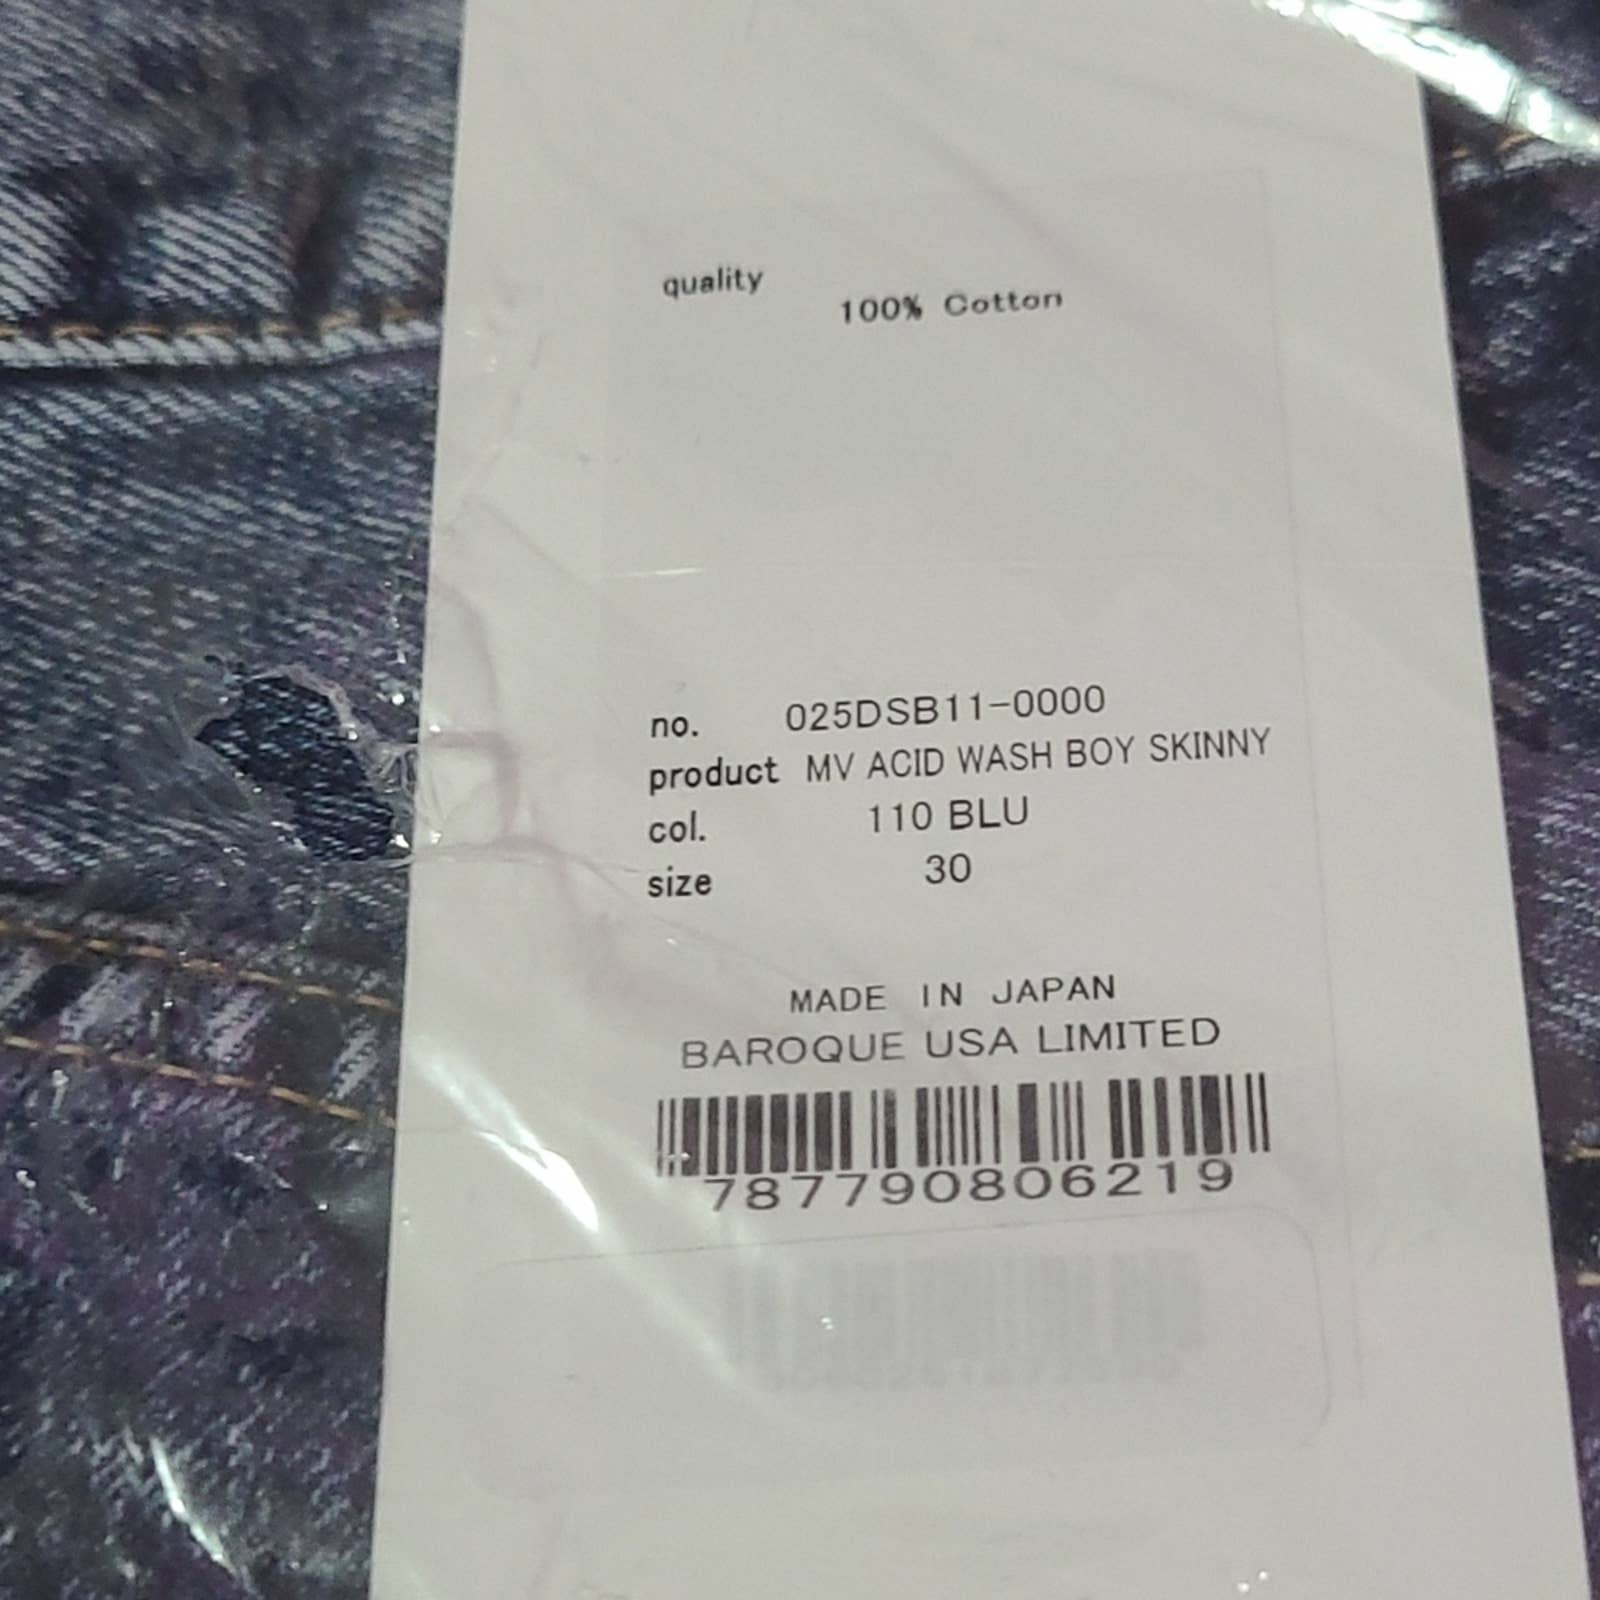 quality
100% Cotton
no. 025DSB11-0000
product MV ACID WASH BOY SKINNY
col. 110 BLU
size 30
MADE IN JAPAN
BAROQUE USA LIMITED
787790806219